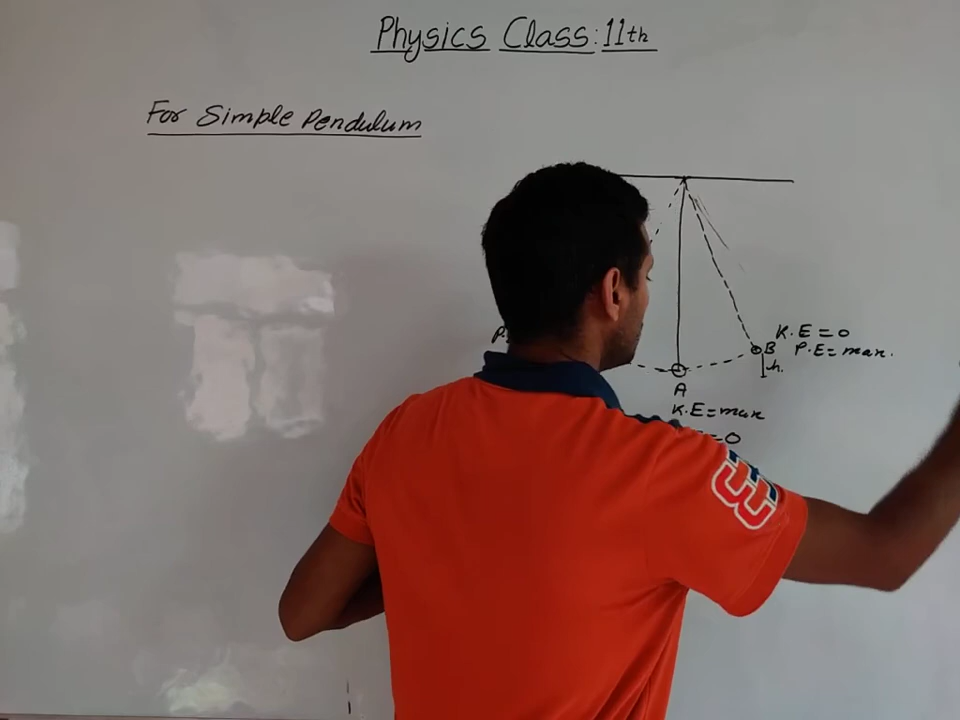 Physics Class: 11th
For Simple Pendulum
K.E = 0
B P.E = max.
h.
A
K.E = max
= 0